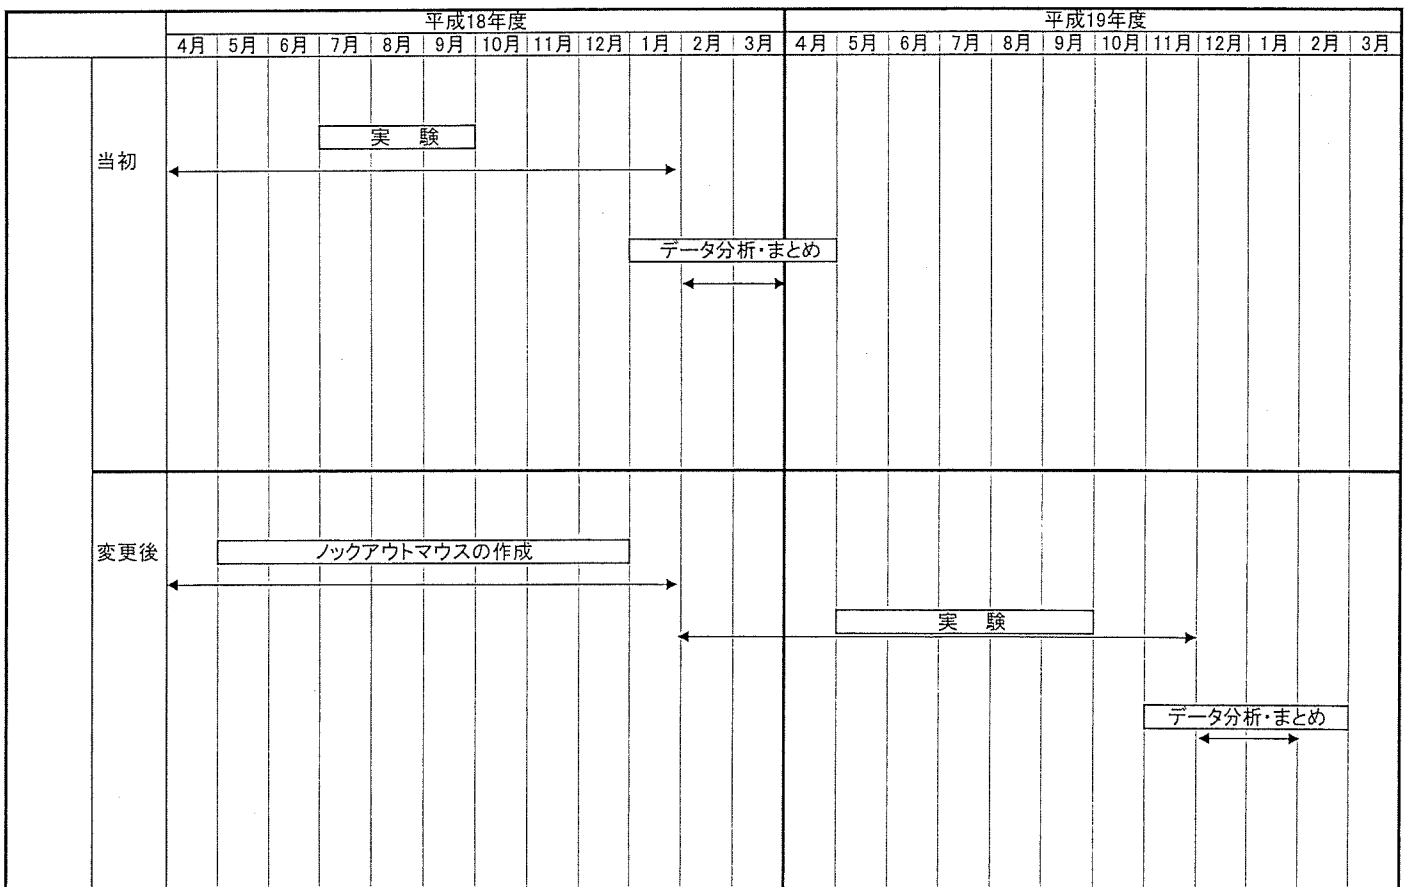 平成18年度 平成19年度
4月 5月 6月 7月 8月 9月 10月 11月 12月 1月 2月 3月 4月 5月 6月 7月 8月 9月 10月 11月 12月 1月 2月 3月
実 験
当初
データ分析・まとめ
変更後
ノックアウトマウスの作成
実 験
データ分析・まとめ